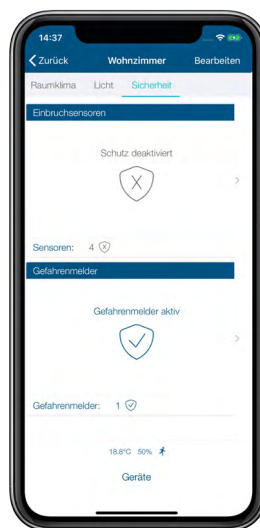 14:37
Zurück Wohnzimmer Bearbeiten
Raumklima Licht Sicherheit
Einbruchsensoren
Schutz deaktiviert
Sensoren: 4
Gefahrenmelder
Gefahrenmelder aktiv
Gefahrenmelder: 1
18.8°C 50%
Geräte